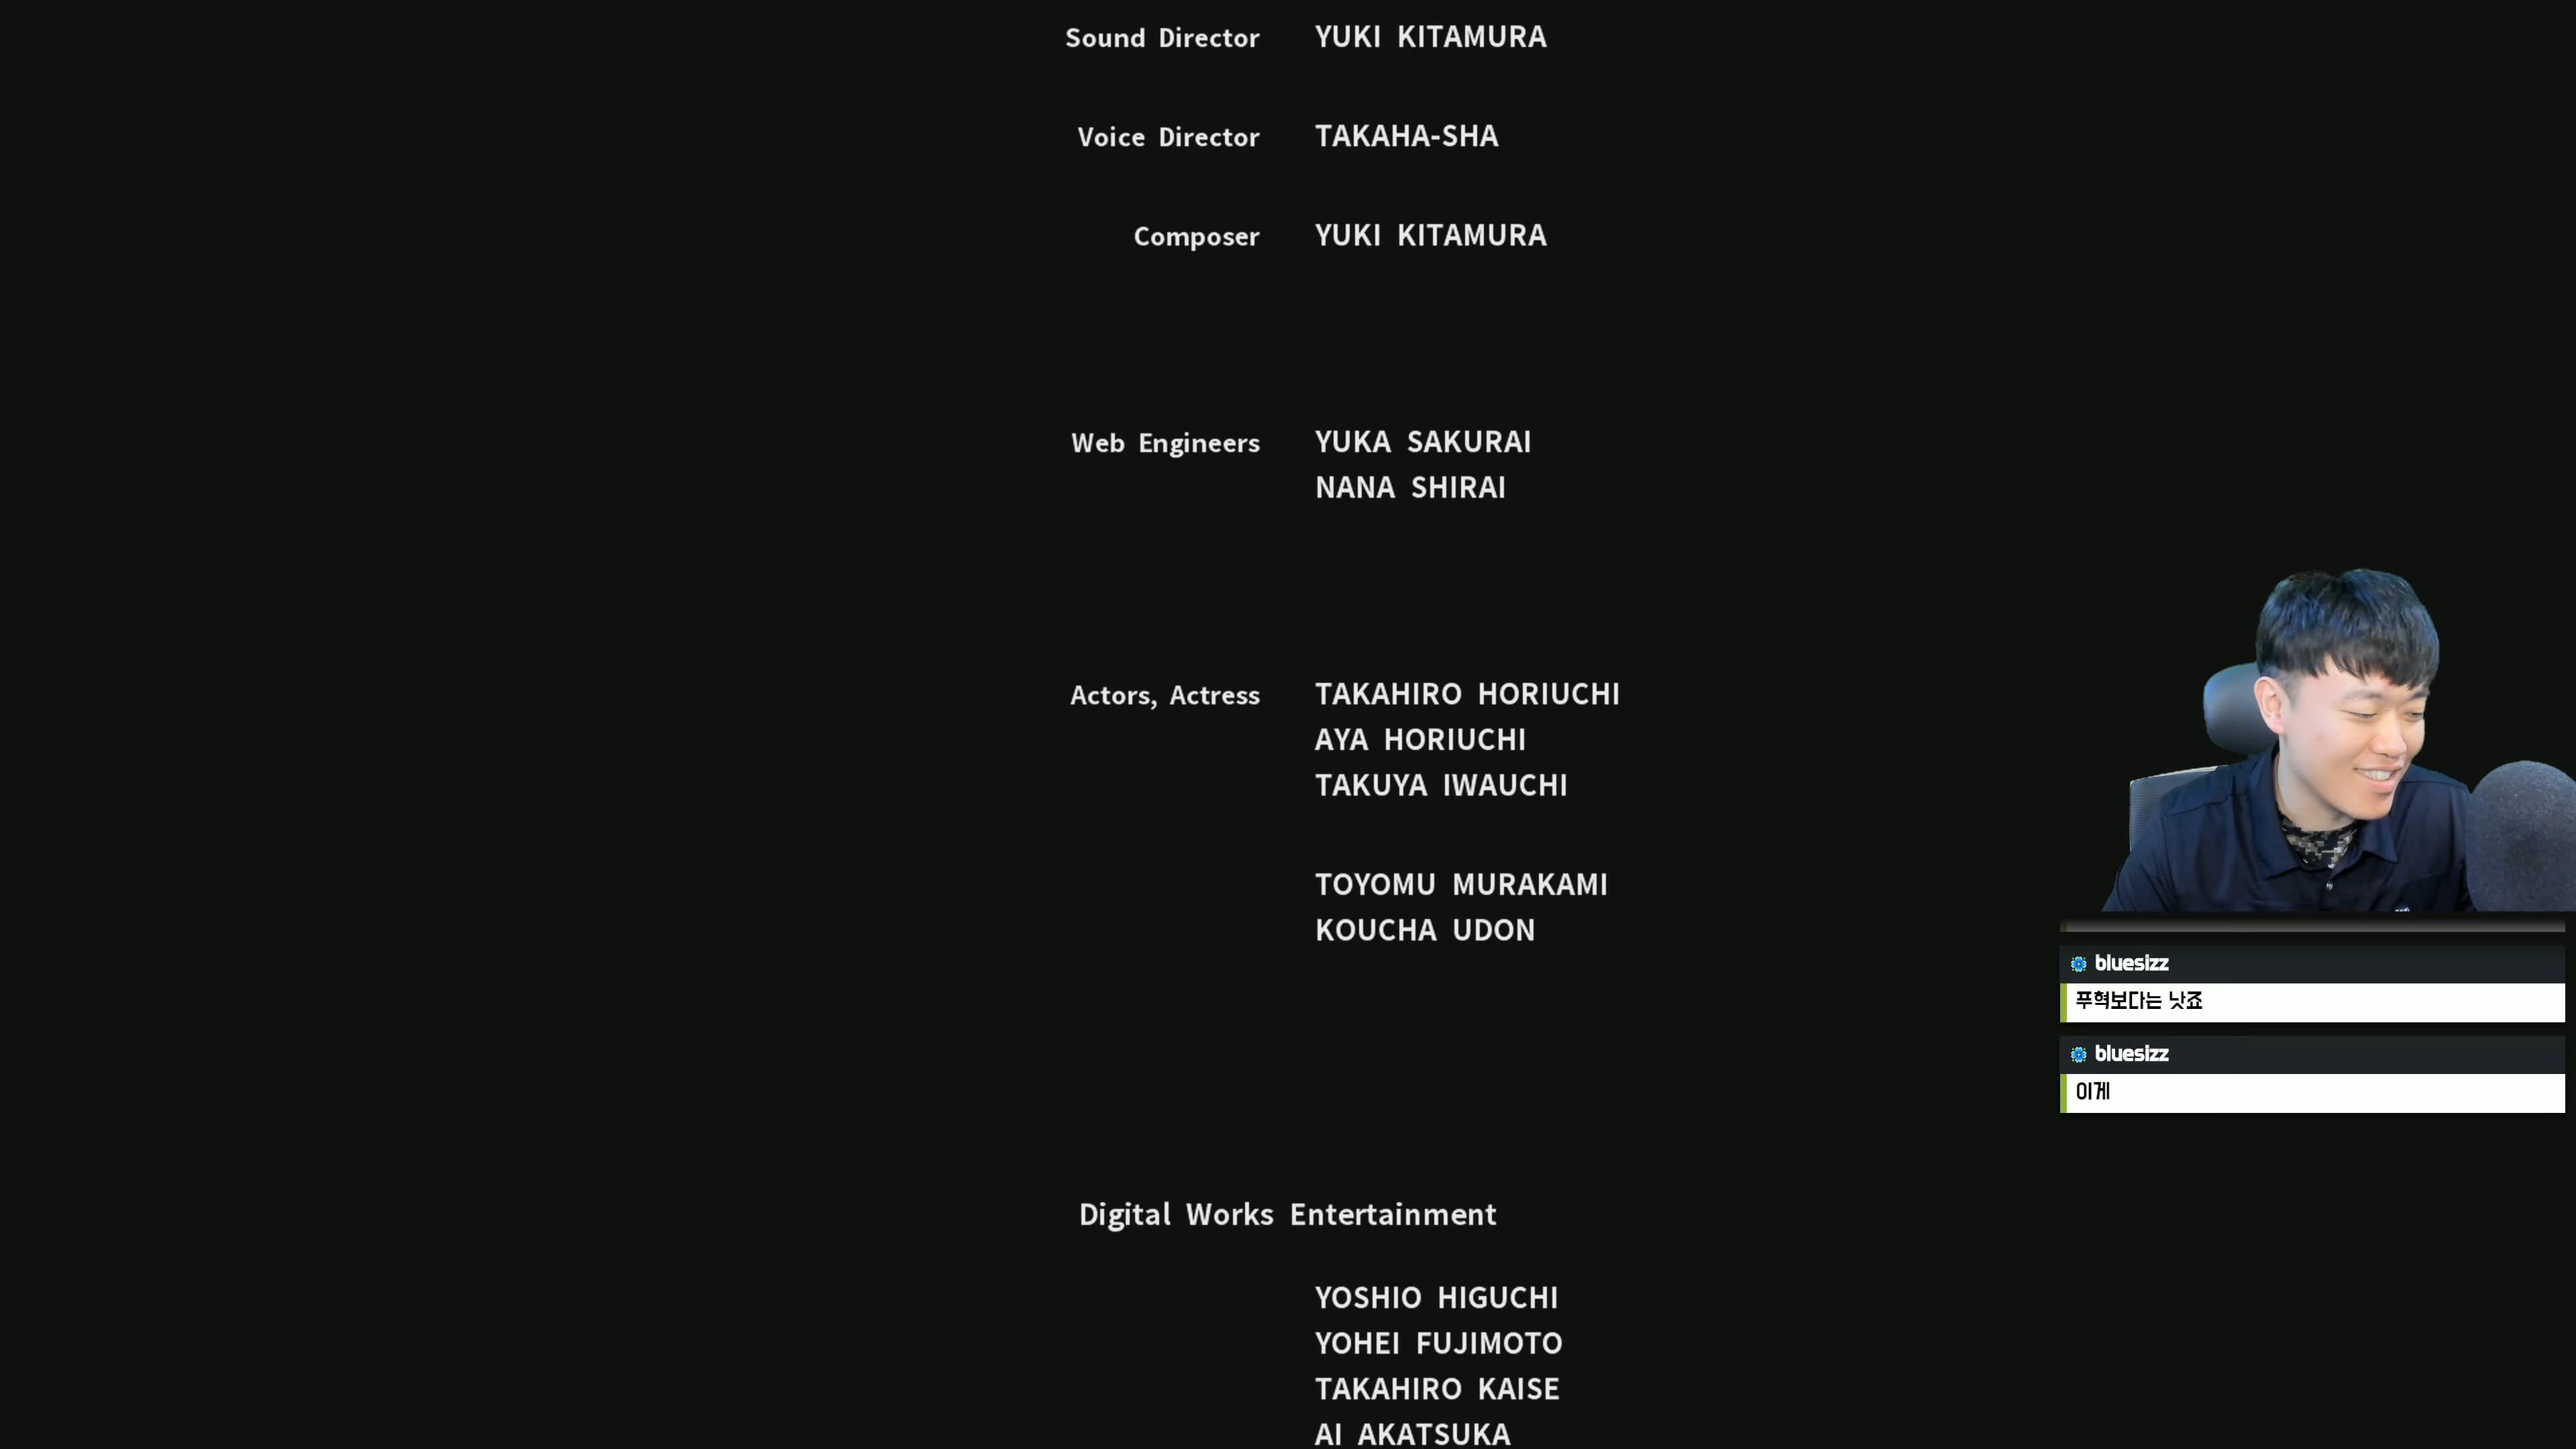 Sound Director YUKI KITAMURA
Voice Director TAKAHA-SHA
Composer YUKI KITAMURA
Web Engineers YUKA SAKURAI
NANA SHIRAI
Actors, Actress TAKAHIRO HORIUCHI
AYA HORIUCHI
TAKUYA IWAUCHI
TOYOMU MURAKAMI
KOUCHA UDON
Digital Works Entertainment
YOSHIO HIGUCHI
YOHEI FUJIMOTO
TAKAHIRO KAISE
AI AKATSUKA
bluesizz
푸혁보다는 낫죠
bluesizz
이게